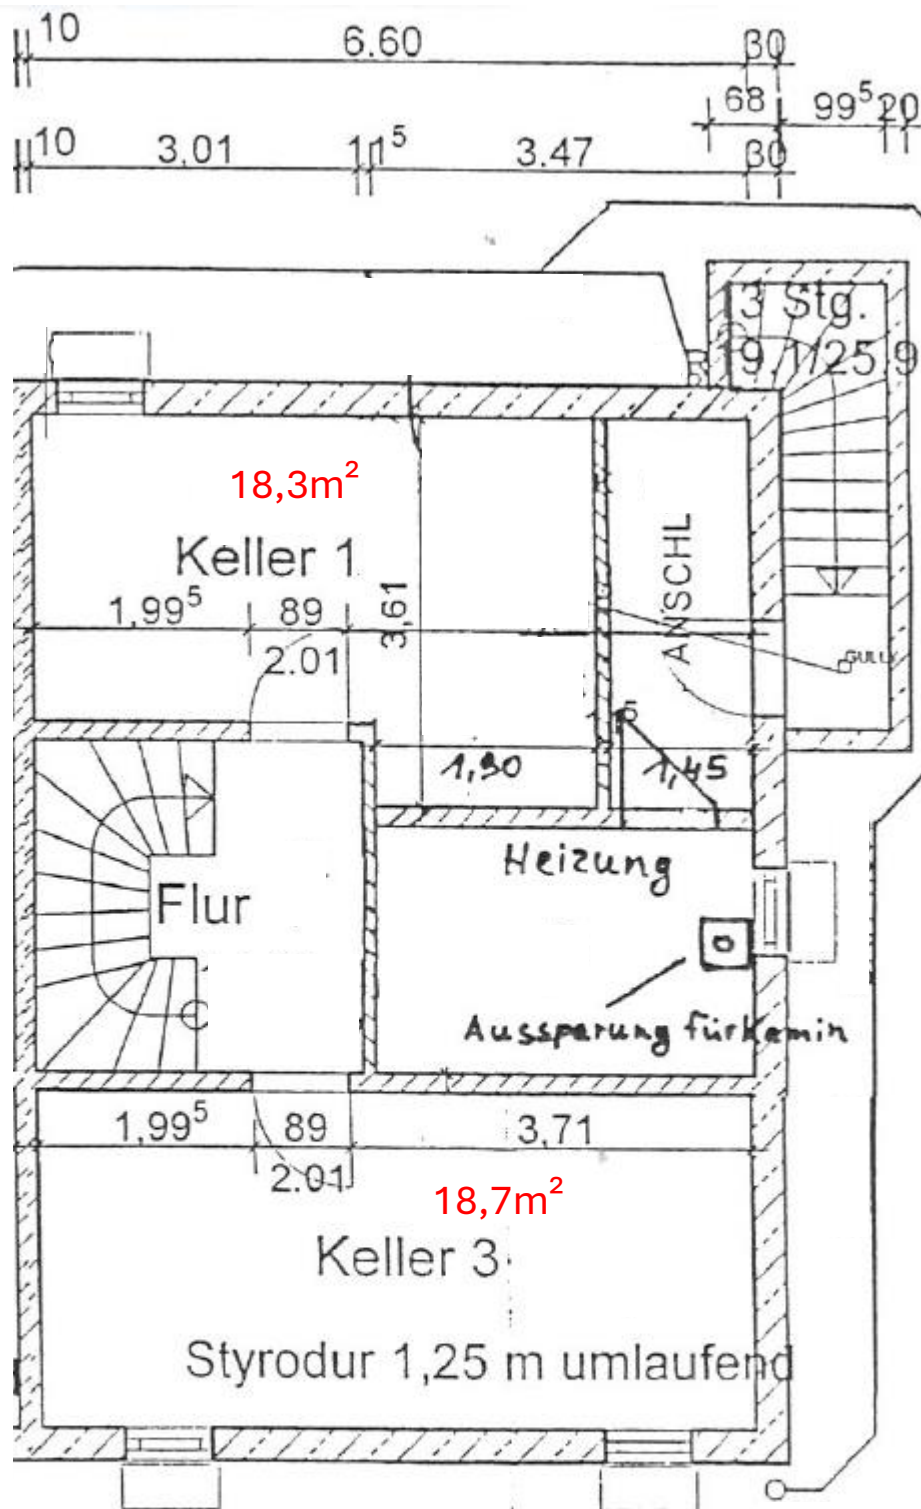 10 6.60 30
68 99⁵ 20
10 3,01 11⁵ 3.47 30
3 Stg.
19 1/25,9
18,3m²
Keller 1
ANSCHL
1,99⁵ 89
3,61
2.01
GULLY
1,90 1,45
Heizung
Flur
Aussparung für Kamin
1,99⁵ 89 3,71
2.01
18,7m²
Keller 3
Styrodur 1,25 m umlaufend